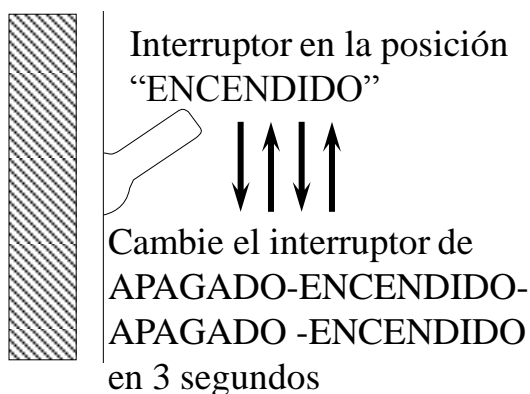 Interruptor en la posición
“ENCENDIDO”
Cambie el interruptor de
APAGADO-ENCENDIDO-
APAGADO -ENCENDIDO
en 3 segundos